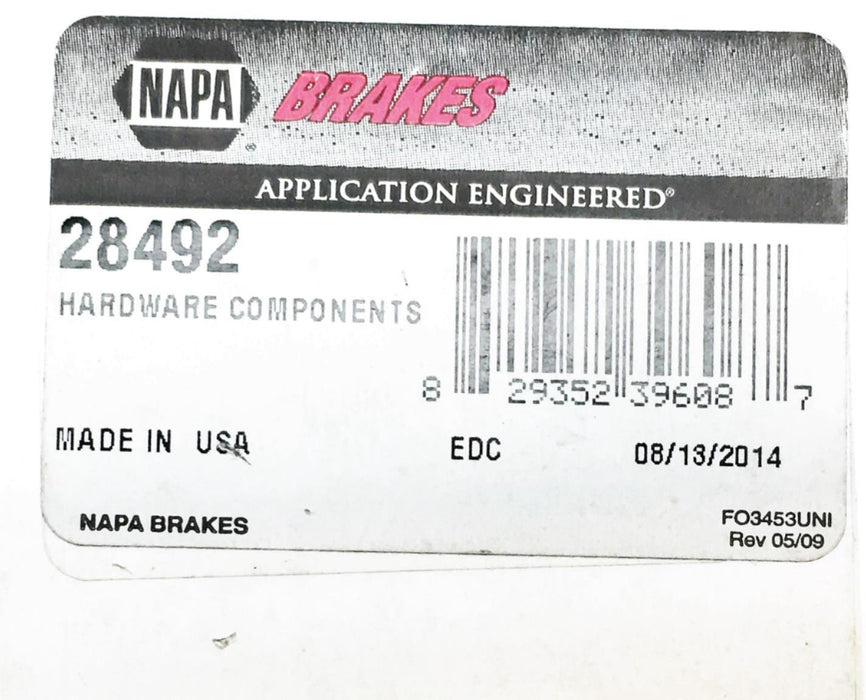 NAPA BRAKES
®
APPLICATION ENGINEERED®
28492
HARDWARE COMPONENTS
8 29352 39608 7
MADE IN USA EDC 08/13/2014
NAPA BRAKES
FO3453UNI
Rev 05/09